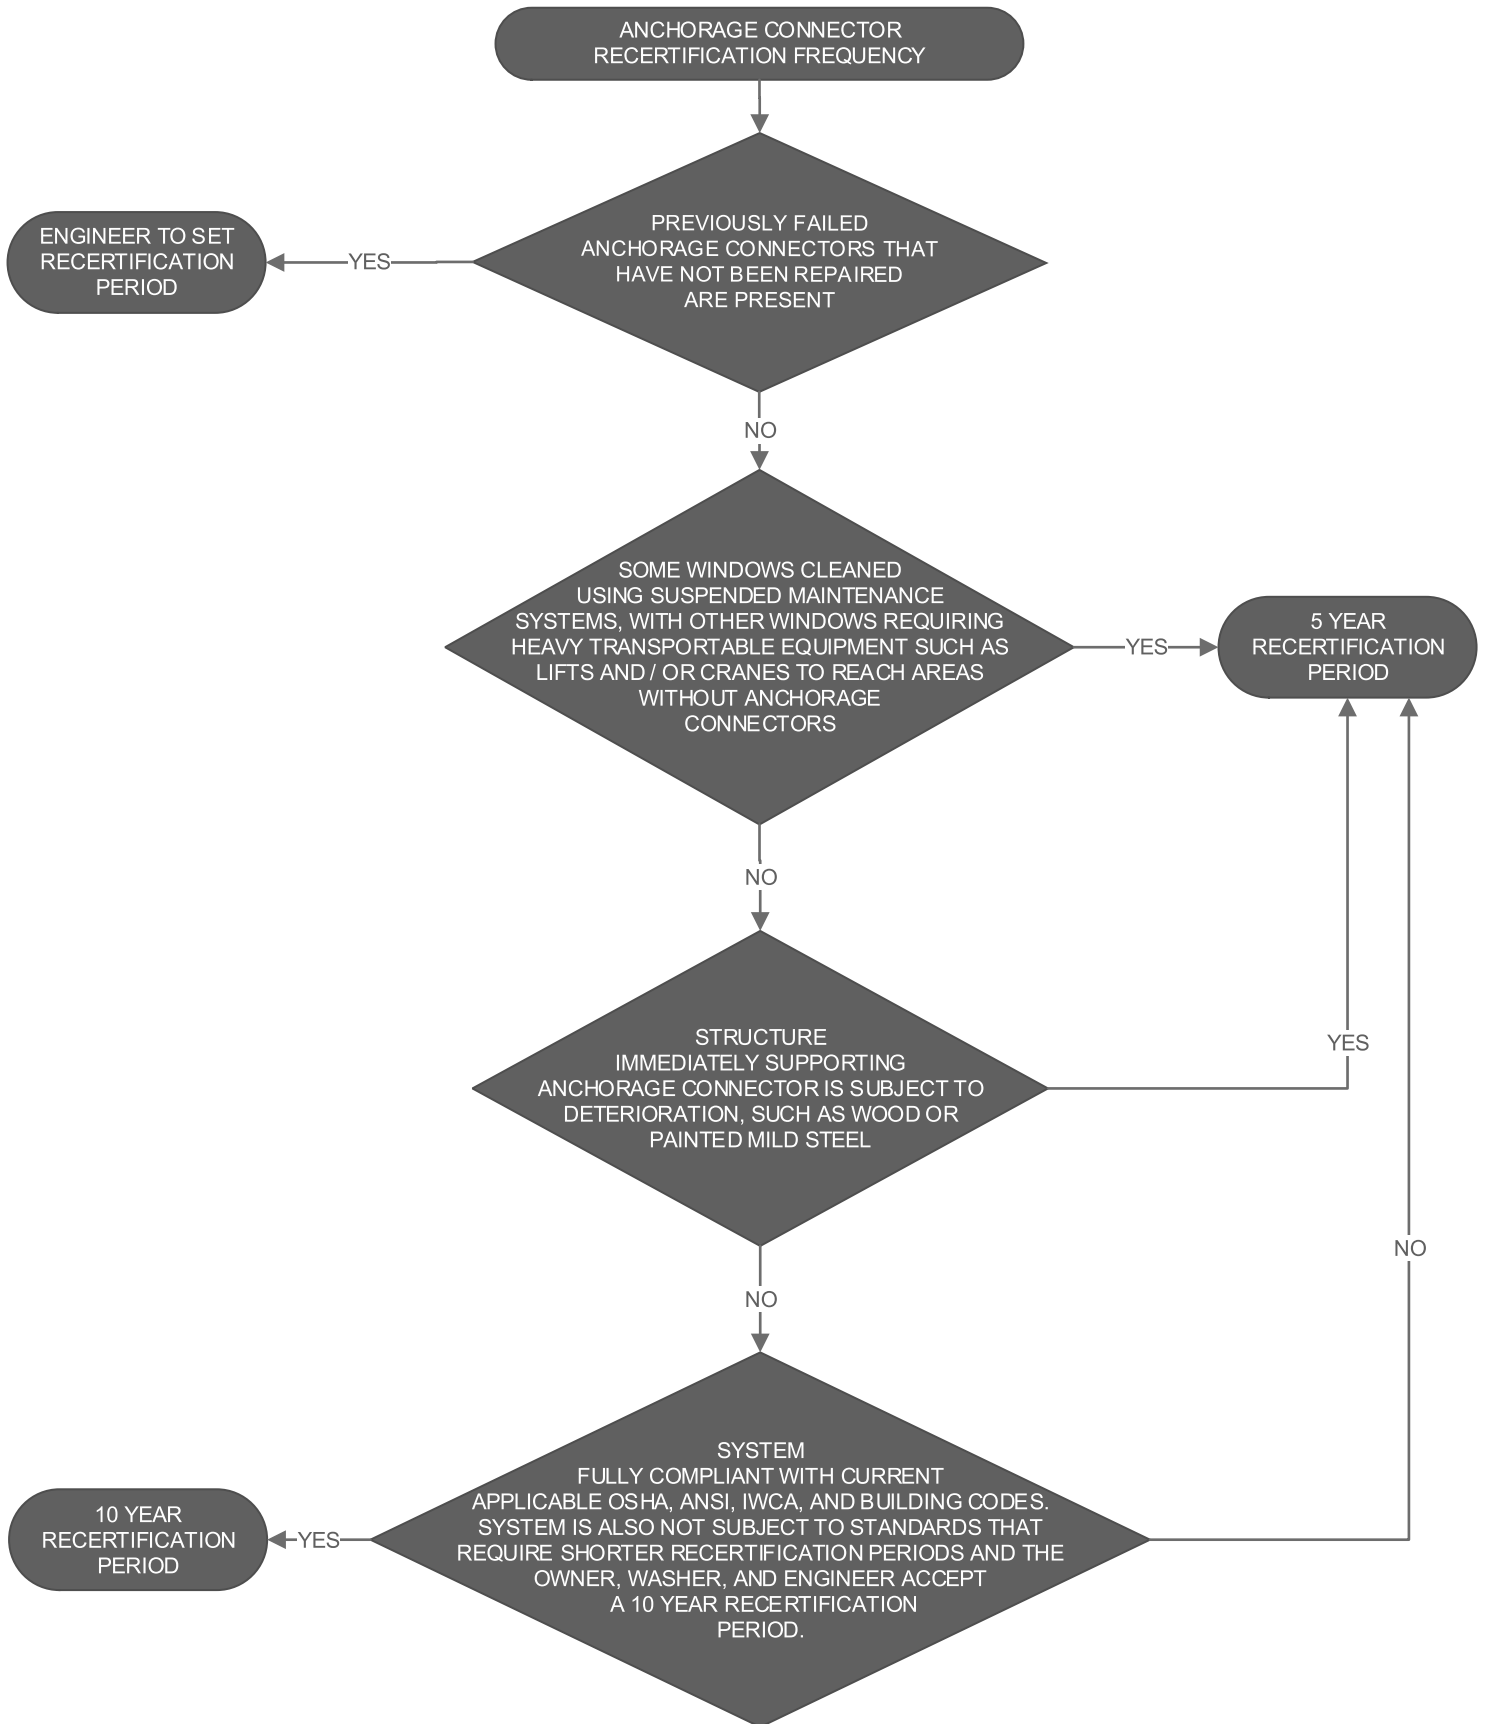 ANCHORAGE CONNECTOR
RECERTIFICATION FREQUENCY
PREVIOUSLY FAILED
ANCHORAGE CONNECTORS THAT
HAVE NOT BEEN REPAIRED
ARE PRESENT
YES
ENGINEER TO SET
RECERTIFICATION
PERIOD
NO
SOME WINDOWS CLEANED
USING SUSPENDED MAINTENANCE
SYSTEMS, WITH OTHER WINDOWS REQUIRING
HEAVY TRANSPORTABLE EQUIPMENT SUCH AS
LIFTS AND / OR CRANES TO REACH AREAS
WITHOUT ANCHORAGE
CONNECTORS
YES
5 YEAR
RECERTIFICATION
PERIOD
NO
STRUCTURE
IMMEDIATELY SUPPORTING
ANCHORAGE CONNECTOR IS SUBJECT TO
DETERIORATION, SUCH AS WOOD OR
PAINTED MILD STEEL
YES
NO
NO
SYSTEM
FULLY COMPLIANT WITH CURRENT
APPLICABLE OSHA, ANSI, IWCA, AND BUILDING CODES.
SYSTEM IS ALSO NOT SUBJECT TO STANDARDS THAT
REQUIRE SHORTER RECERTIFICATION PERIODS AND THE
OWNER, WASHER, AND ENGINEER ACCEPT
A 10 YEAR RECERTIFICATION
PERIOD.
YES
10 YEAR
RECERTIFICATION
PERIOD